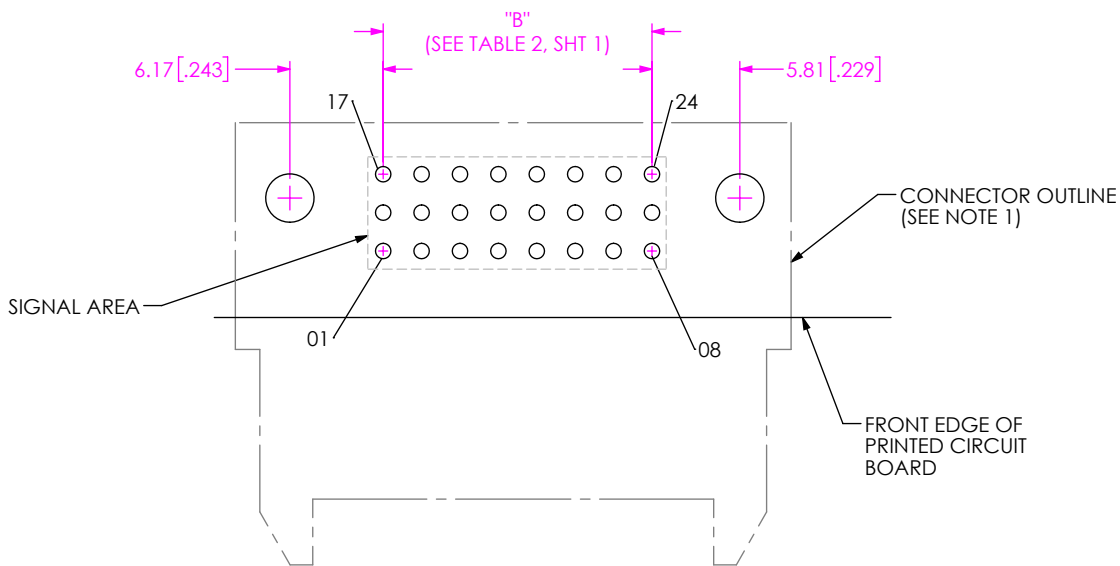 "B"
(SEE TABLE 2, SHT 1)
6.17[.243]
5.81[.229]
17
24
CONNECTOR OUTLINE
(SEE NOTE 1)
SIGNAL AREA
01
08
FRONT EDGE OF
PRINTED CIRCUIT
BOARD